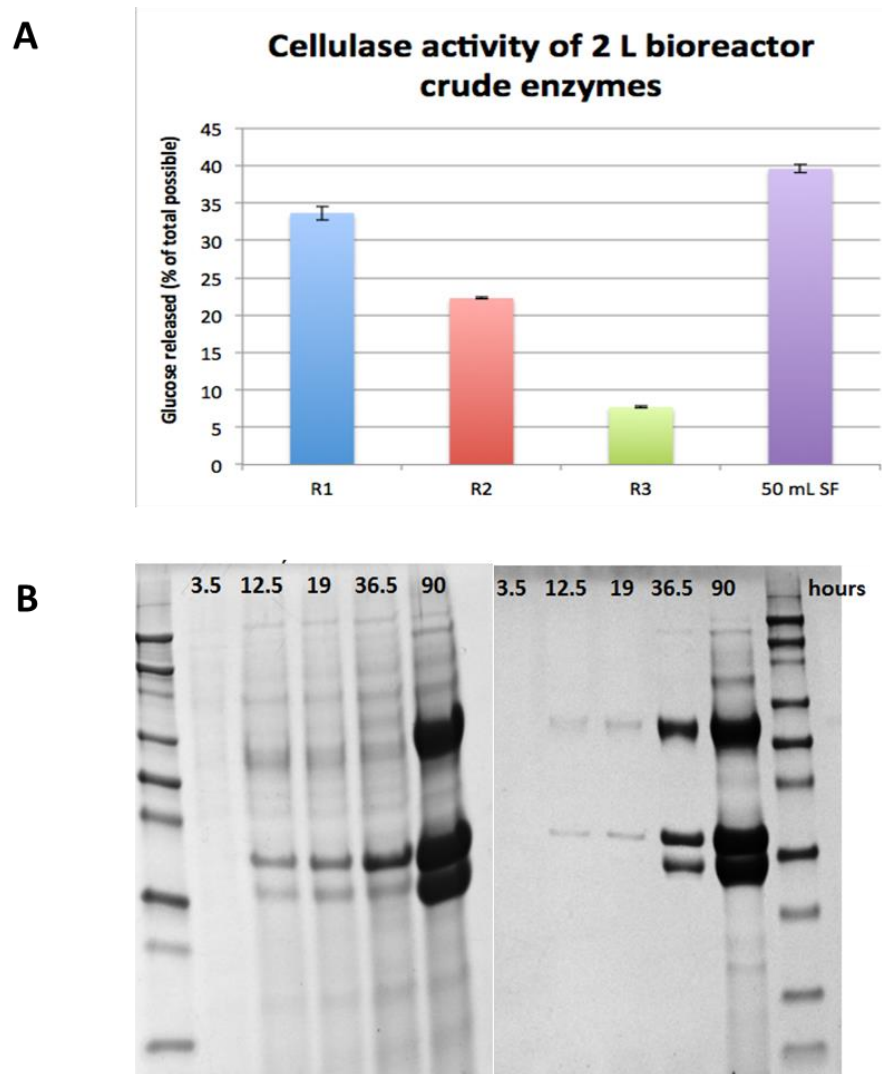 A
Cellulase activity of 2 L bioreactor
crude enzymes
Glucose released (% of total possible)
45
40
35
30
25
20
15
10
5
0
R1 R2 R3 50 mL SF
B
3.5 12.5 19 36.5 90 3.5 12.5 19 36.5 90 hours